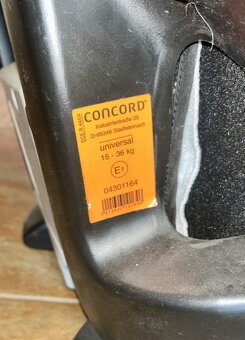 CONCORD®
Industriestraße 25
D-95346 Stadtsteinach
universal
15 - 36 kg
E1
04301164